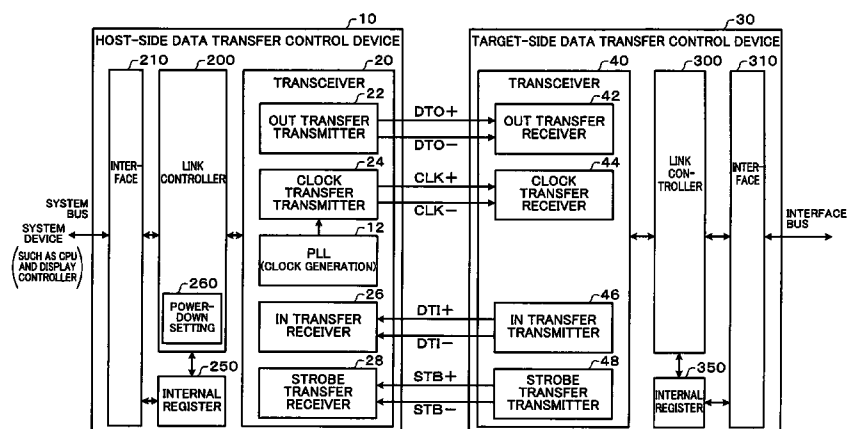 10
30
HOST-SIDE DATA TRANSFER CONTROL DEVICE
TARGET-SIDE DATA TRANSFER CONTROL DEVICE
210
200
20
40
300
310
TRANSCEIVER
TRANSCEIVER
22
42
OUT TRANSFER
TRANSMITTER
DTO+
DTO−
OUT TRANSFER
RECEIVER
24
44
CLOCK
TRANSFER
TRANSMITTER
CLK+
CLK−
CLOCK
TRANSFER
RECEIVER
INTER-
FACE
LINK
CONTROLLER
LINK
CON-
TROLLER
INTER-
FACE
SYSTEM
BUS
SYSTEM
DEVICE
(SUCH AS CPU
AND DISPLAY
CONTROLLER)
INTERFACE
BUS
12
PLL
(CLOCK GENERATION)
260
POWER-
DOWN
SETTING
26
46
IN TRANSFER
RECEIVER
DTI+
DTI−
IN TRANSFER
TRANSMITTER
250
28
48
350
INTERNAL
REGISTER
STROBE
TRANSFER
RECEIVER
STB+
STB−
STROBE
TRANSFER
TRANSMITTER
INTERNAL
REGISTER